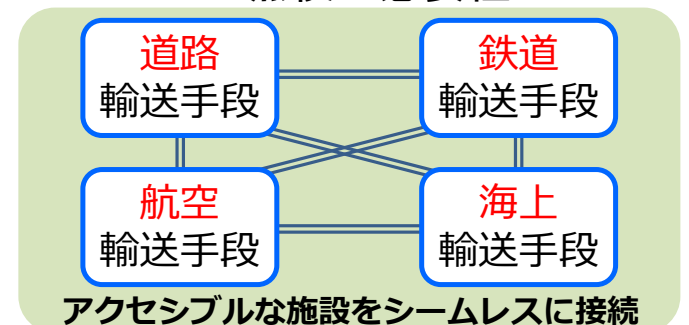 道路
輸送手段
鉄道
輸送手段
航空
輸送手段
海上
輸送手段
アクセシブルな施設をシームレスに接続